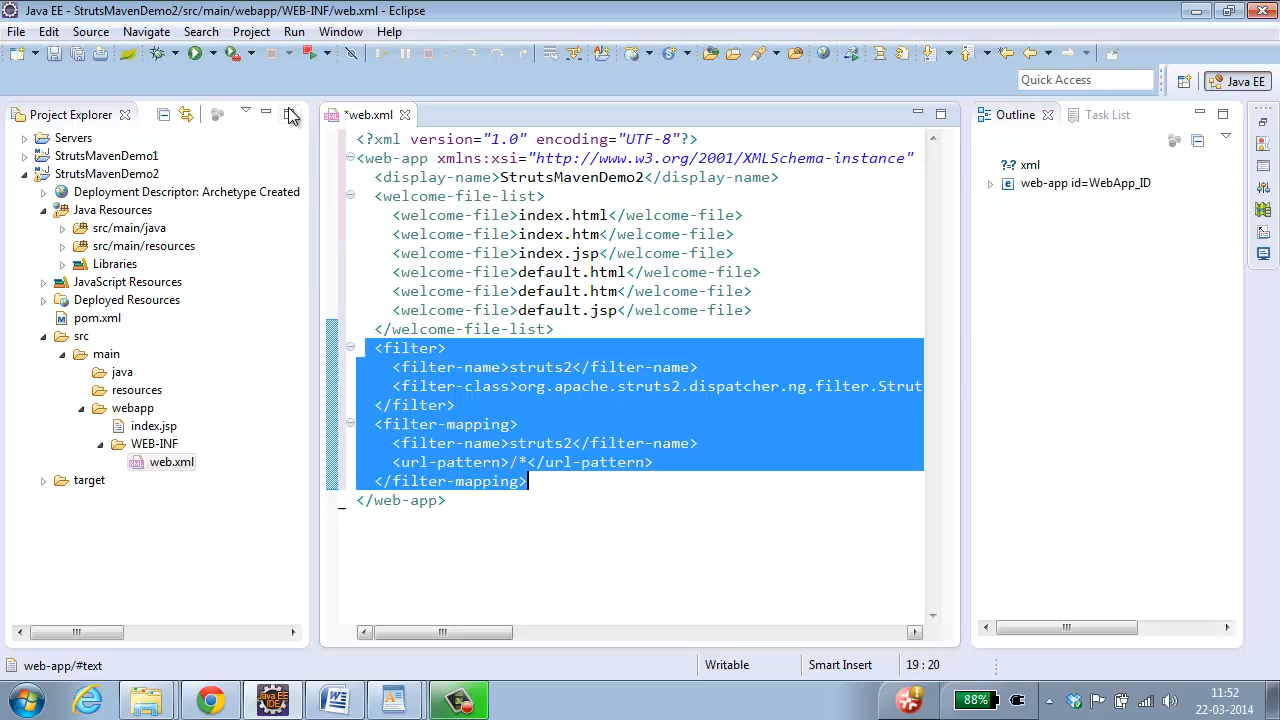 Java EE - StrutsMavenDemo2/src/main/webapp/WEB-INF/web.xml - Eclipse
File Edit Source Navigate Search Project Run Window Help
Quick Access
Java EE
Project Explorer
*web.xml
Outline
Task List
Servers
StrutsMavenDemo1
StrutsMavenDemo2
Deployment Descriptor: Archetype Created
Java Resources
src/main/java
src/main/resources
Libraries
JavaScript Resources
Deployed Resources
pom.xml
src
main
java
resources
webapp
index.jsp
WEB-INF
web.xml
target
<?xml version="1.0" encoding="UTF-8"?>
<web-app xmlns:xsi="http://www.w3.org/2001/XMLSchema-instance"
<display-name>StrutsMavenDemo2</display-name>
<welcome-file-list>
<welcome-file>index.html</welcome-file>
<welcome-file>index.htm</welcome-file>
<welcome-file>index.jsp</welcome-file>
<welcome-file>default.html</welcome-file>
<welcome-file>default.htm</welcome-file>
<welcome-file>default.jsp</welcome-file>
</welcome-file-list>
<filter>
<filter-name>struts2</filter-name>
<filter-class>org.apache.struts2.dispatcher.ng.filter.Strut
</filter>
<filter-mapping>
<filter-name>struts2</filter-name>
<url-pattern>/*</url-pattern>
</filter-mapping>
</web-app>
xml
web-app id=WebApp_ID
web-app/#text
Writable
Smart Insert
19 : 20
Java EE
IDE
88%
11:52
22-03-2014